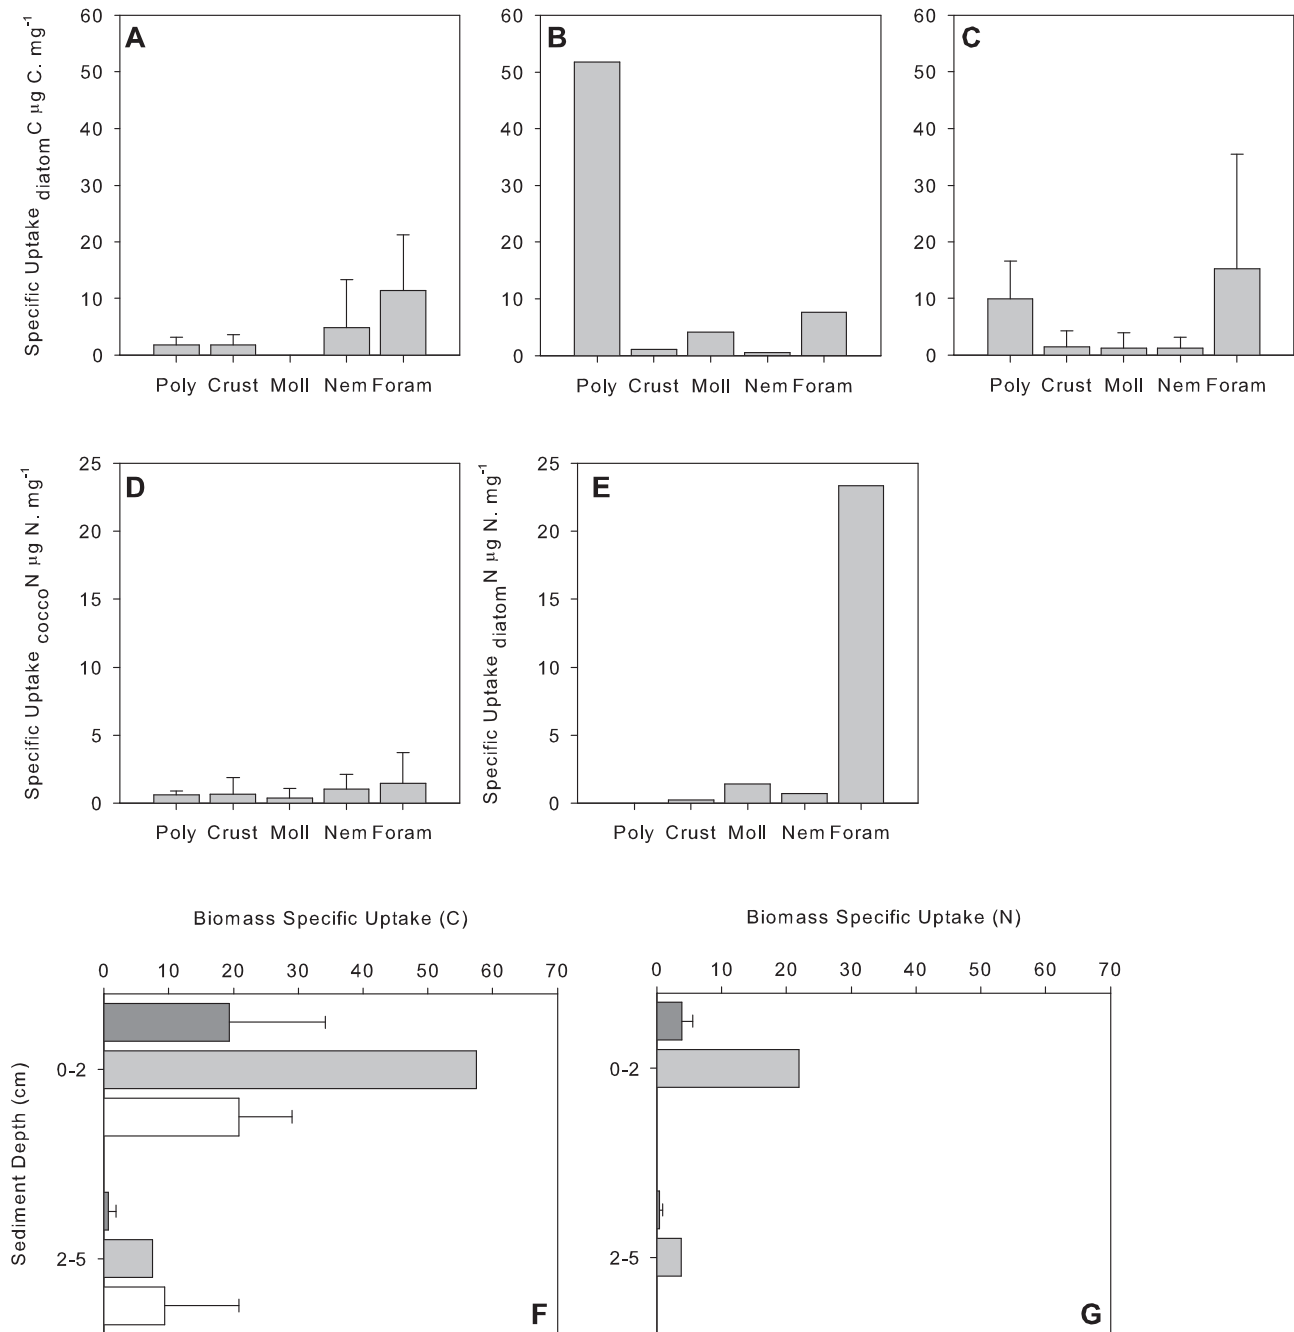 Specific Uptake diatom C µg C. mg-1
A
60
50
40
30
20
10
0
Poly Crust Moll Nem Foram
B
60
50
40
30
20
10
0
Poly Crust Moll Nem Foram
C
60
50
40
30
20
10
0
Poly Crust Moll Nem Foram
Specific Uptake cocco N µg N. mg-1
D
25
20
15
10
5
0
Poly Crust Moll Nem Foram
Specific Uptake diatom N µg N. mg-1
E
25
20
15
10
5
0
Poly Crust Moll Nem Foram
Biomass Specific Uptake (C)
0 10 20 30 40 50 60 70
Sediment Depth (cm)
0-2
2-5
F
Biomass Specific Uptake (N)
0 10 20 30 40 50 60 70
0-2
2-5
G